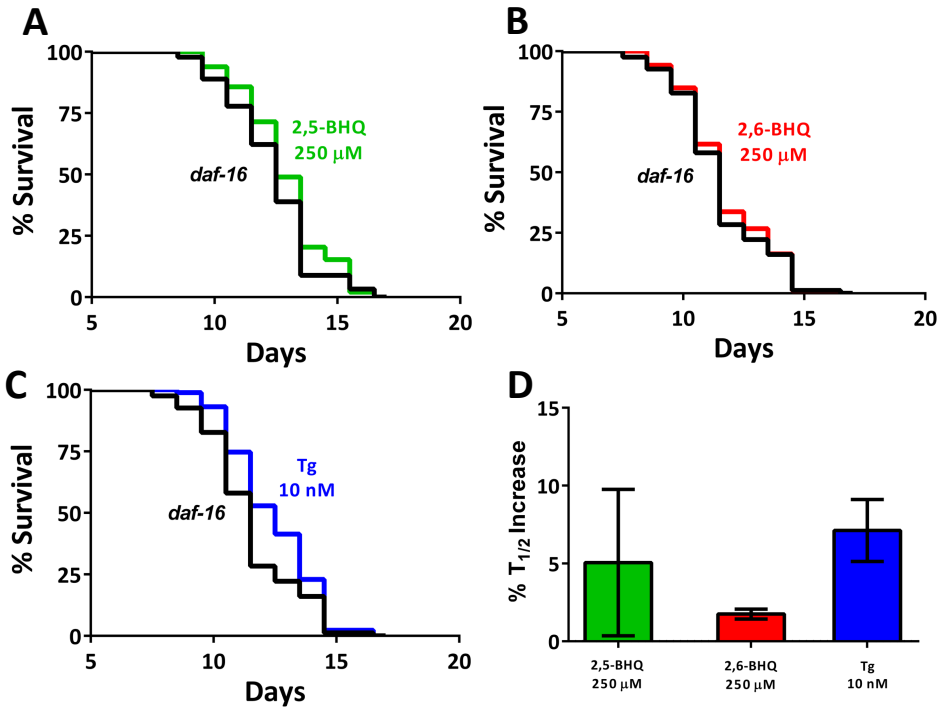 A
100
75
50
25
0
% Survival
2,5-BHQ
250 μM
daf-16
5
10
15
20
Days
B
100
75
50
25
0
% Survival
2,6-BHQ
250 μM
daf-16
5
10
15
20
Days
C
100
75
50
25
0
% Survival
Tg
10 nM
daf-16
5
10
15
20
Days
D
15
10
5
0
% T1/2 Increase
2,5-BHQ
250 μM
2,6-BHQ
250 μM
Tg
10 nM